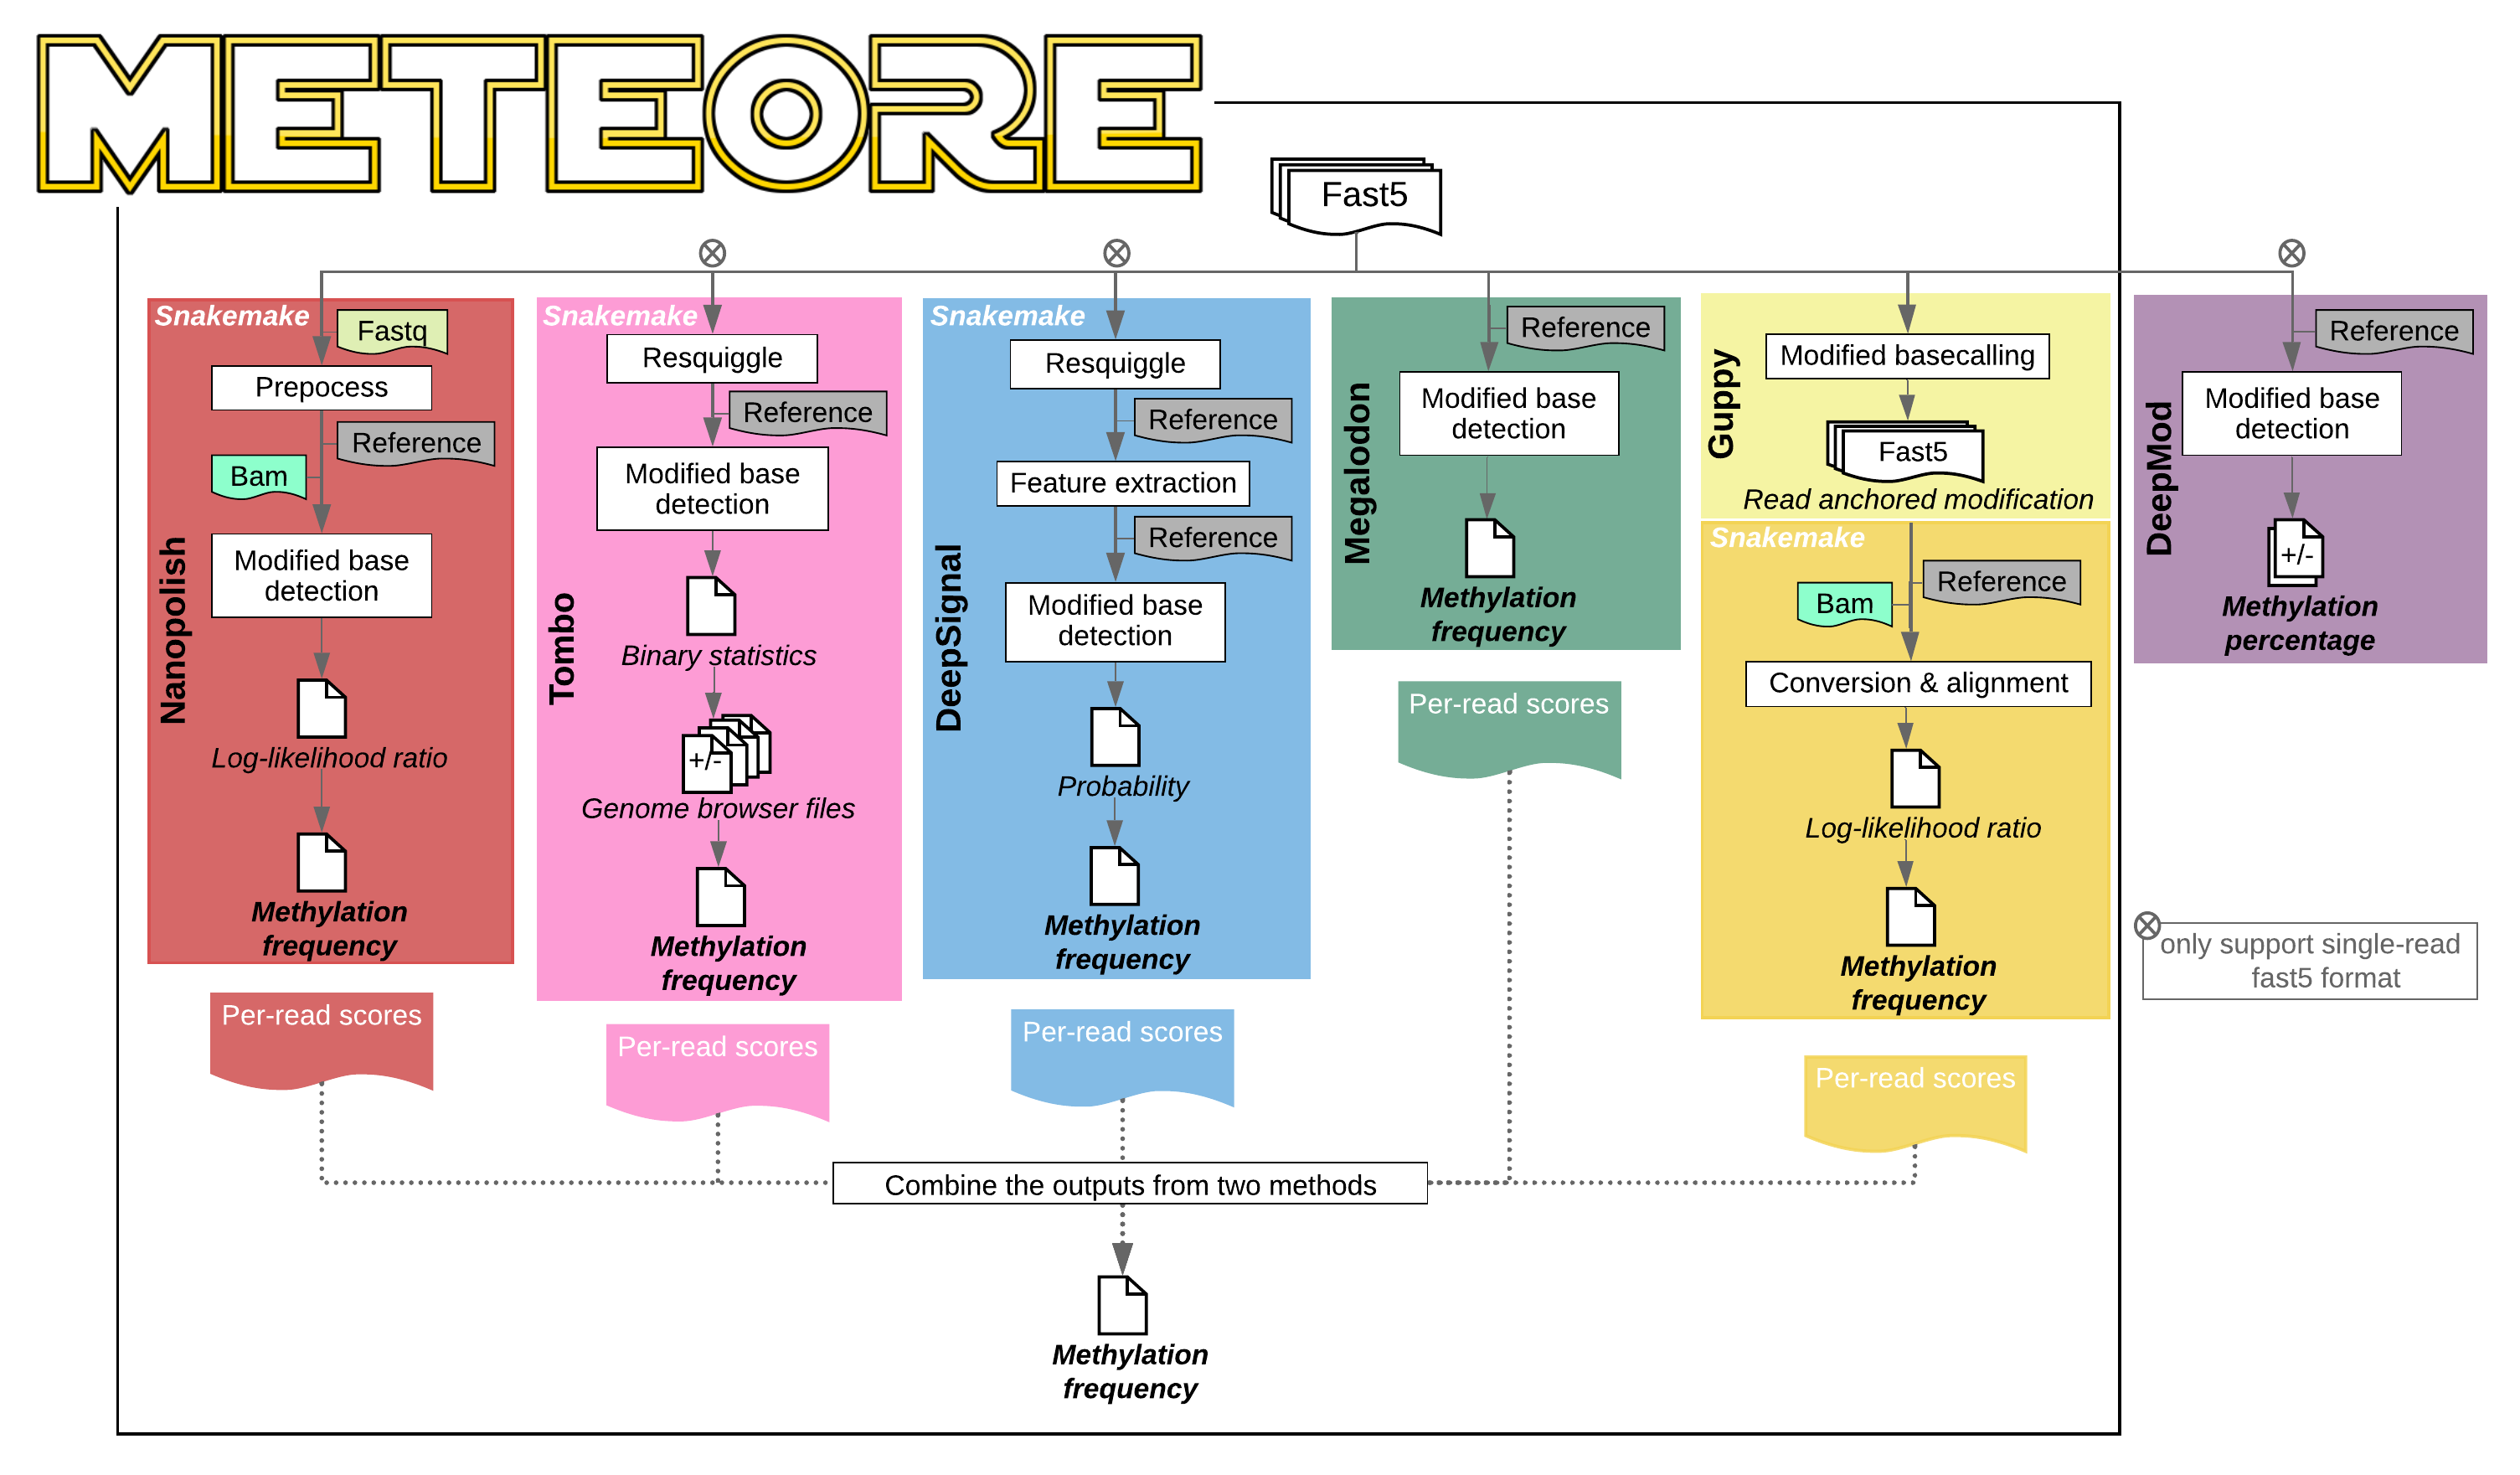 METEORE
Fast5
Snakemake
Fastq
Prepocess
Reference
Bam
Modified base
detection
Log-likelihood ratio
Methylation
frequency
Nanopolish
Per-read scores
Snakemake
Resquiggle
Reference
Modified base
detection
Binary statistics
+/-
Genome browser files
Methylation
frequency
Tombo
Per-read scores
Snakemake
Resquiggle
Reference
Feature extraction
Reference
Modified base
detection
Probability
Methylation
frequency
DeepSignal
Per-read scores
Reference
Modified base
detection
Methylation
frequency
Megalodon
Per-read scores
Modified basecalling
Fast5
Read anchored modification
Guppy
Snakemake
Reference
Bam
Conversion & alignment
Log-likelihood ratio
Methylation
frequency
Per-read scores
Reference
Modified base
detection
+/-
Methylation
percentage
DeepMod
only support single-read
fast5 format
Combine the outputs from two methods
Methylation
frequency